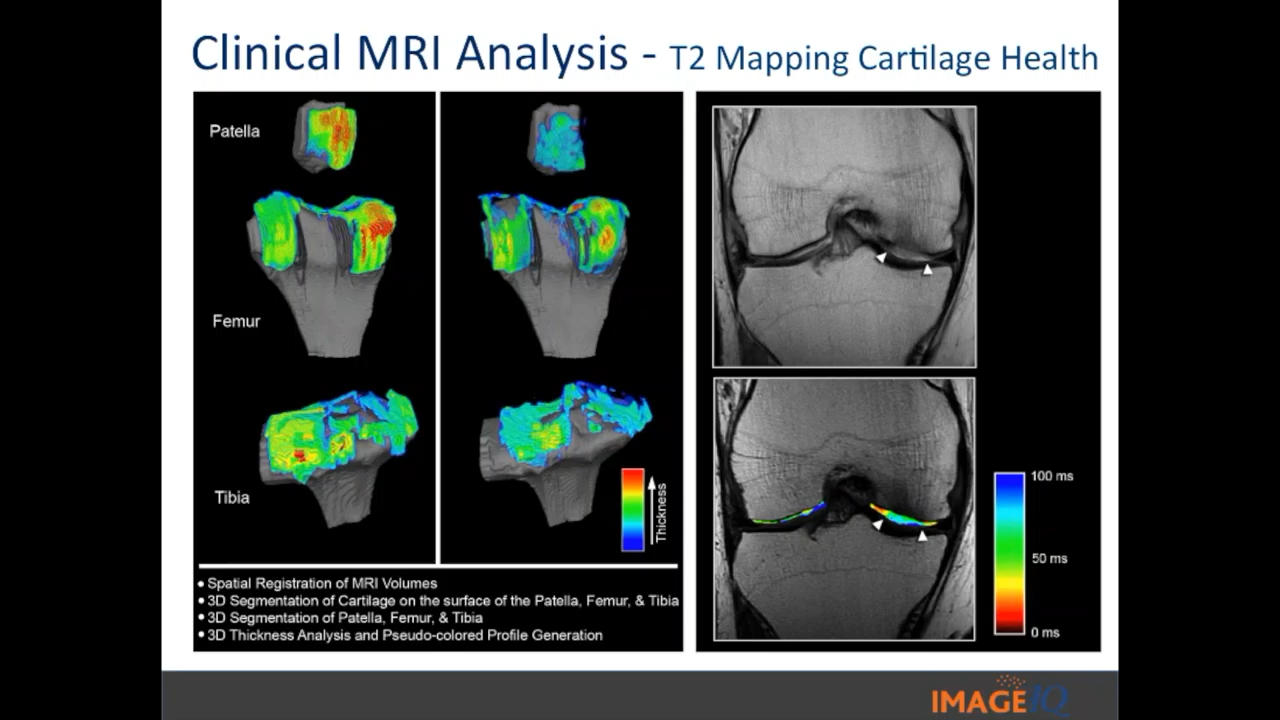 Clinical MRI Analysis - T2 Mapping Cartilage Health
Patella
Femur
Tibia
Thickness
• Spatial Registration of MRI Volumes
• 3D Segmentation of Cartilage on the surface of the Patella, Femur, & Tibia
• 3D Segmentation of Patella, Femur, & Tibia
• 3D Thickness Analysis and Pseudo-colored Profile Generation
100 ms
50 ms
0 ms
IMAGEIQ